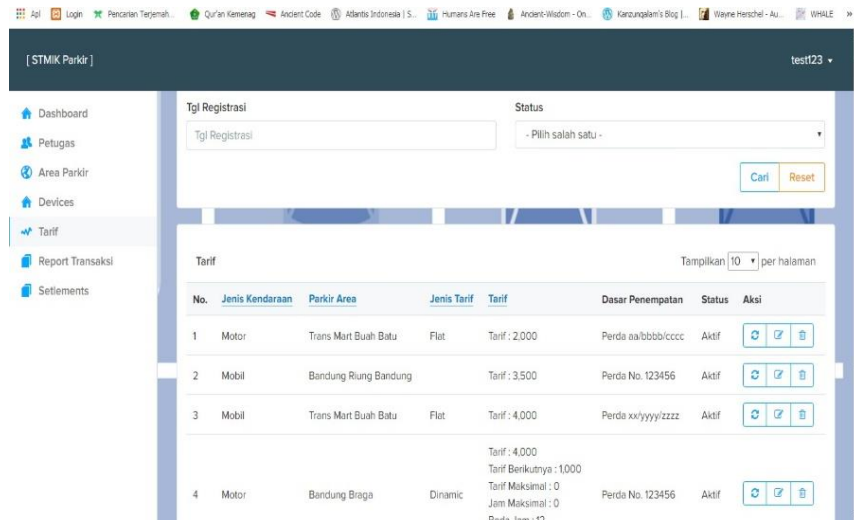 Apl Login Pencarian Terjemah... Qur'an Kemenag Ancient Code Atlantis Indonesia | S... Humans Are Free Ancient-Wisdom - On... Kanzunqalam's Blog |... Wayne Herschel - Au... WHALE »
[ STMIK Parkir ] test123
Dashboard
Petugas
Area Parkir
Devices
Tarif
Report Transaksi
Setlements
Tgl Registrasi Status
Tgl Registrasi - Pilih salah satu -
Cari Reset
Tarif Tampilkan 10 per halaman
No. Jenis Kendaraan Parkir Area Jenis Tarif Tarif Dasar Penempatan Status Aksi
1 Motor Trans Mart Buah Batu Flat Tarif : 2,000 Perda aa/bbbb/cccc Aktif
2 Mobil Bandung Riung Bandung Tarif : 3,500 Perda No. 123456 Aktif
3 Mobil Trans Mart Buah Batu Flat Tarif : 4,000 Perda xx/yyyy/zzzz Aktif
4 Motor Bandung Braga Dinamic Tarif : 4,000
Tarif Berikutnya : 1,000
Tarif Maksimal : 0
Jam Maksimal : 0
Perda No. 123456 Aktif